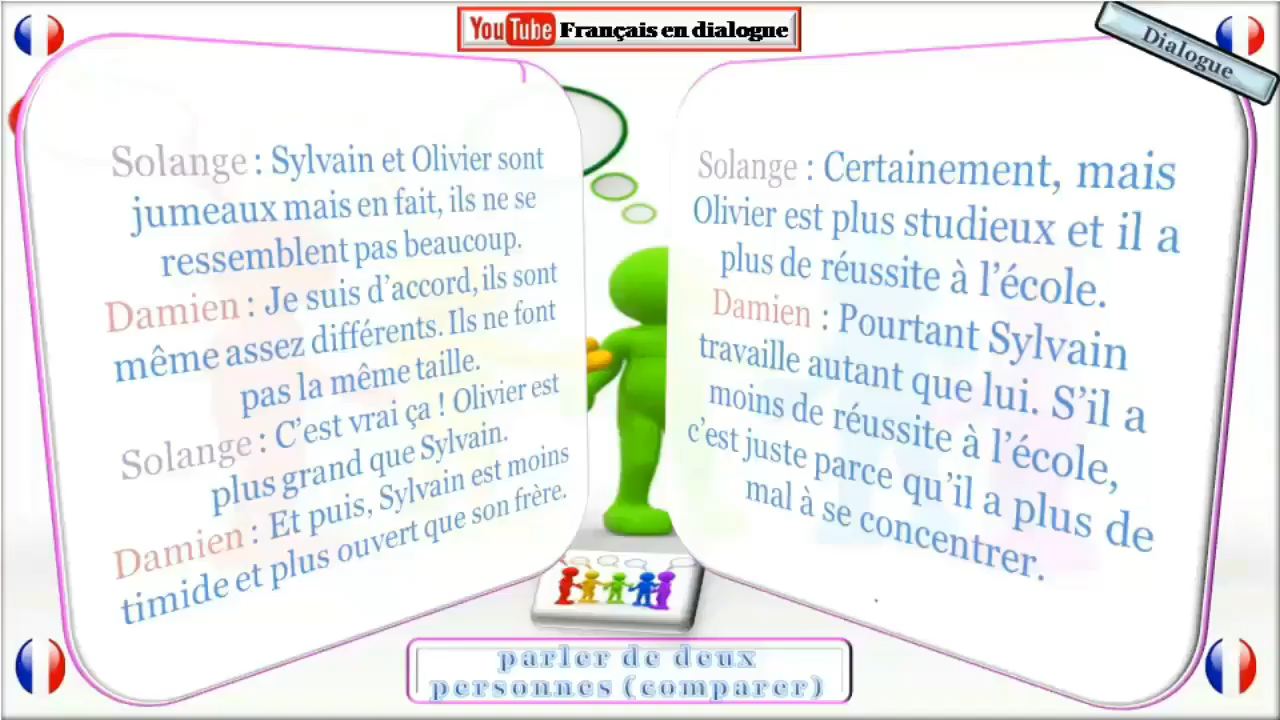 YouTube Français en dialogue
Dialogue
Solange : Sylvain et Olivier sont
jumeaux mais en fait, ils ne se
ressemblent pas beaucoup.
Damien : Je suis d’accord, ils sont
même assez différents. Ils ne font
pas la même taille.
Solange : C’est vrai ça ! Olivier est
plus grand que Sylvain.
Damien : Et puis, Sylvain est moins
timide et plus ouvert que son frère.
Solange : Certainement, mais
Olivier est plus studieux et il a
plus de réussite à l’école.
Damien : Pourtant Sylvain
travaille autant que lui. S’il a
moins de réussite à l’école,
c’est juste parce qu’il a plus de
mal à se concentrer.
parler de deux
personnes (comparer)